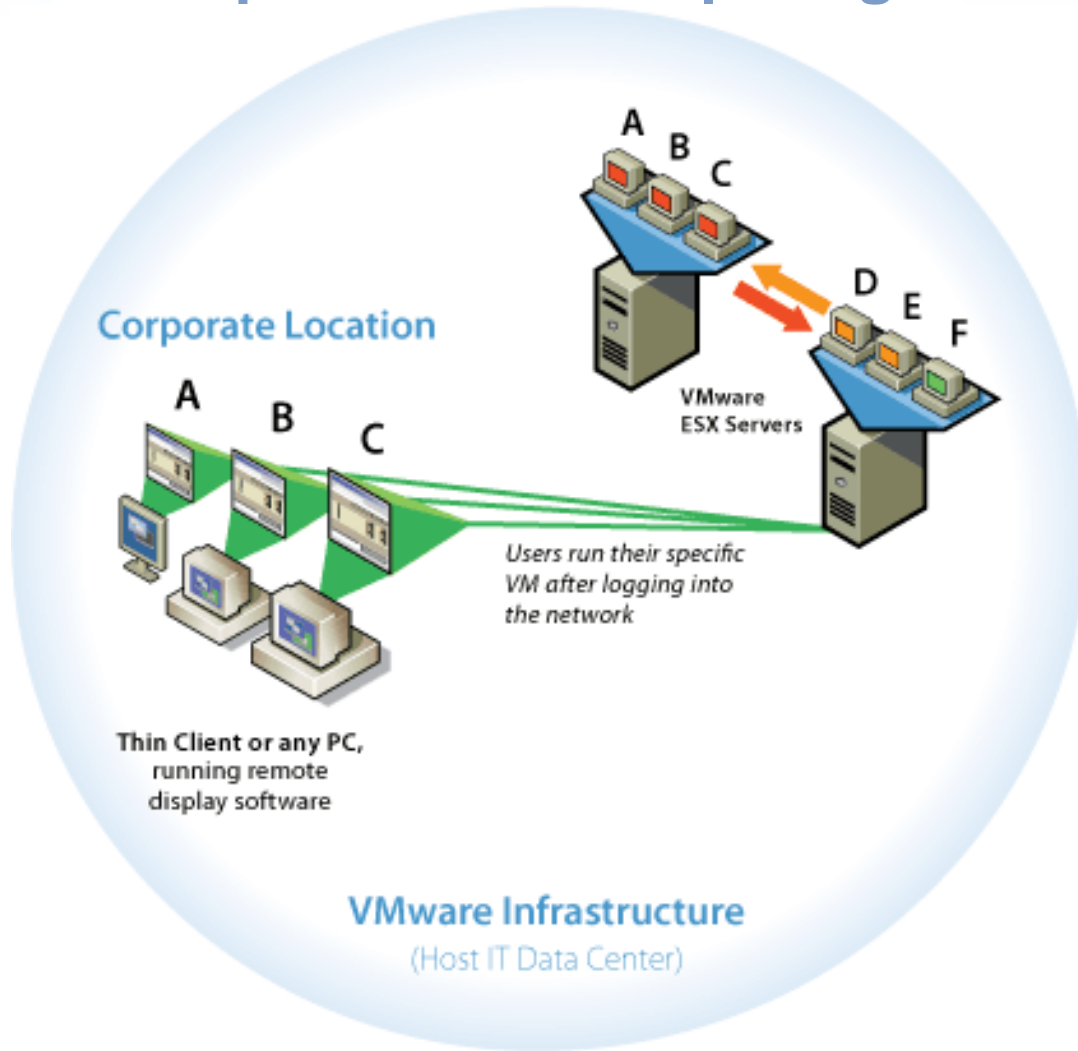 A
B
C
D
E
F
Corporate Location
VMware
ESX Servers
A
B
C
Users run their specific
VM after logging into
the network
Thin Client or any PC,
running remote
display software
VMware Infrastructure
(Host IT Data Center)